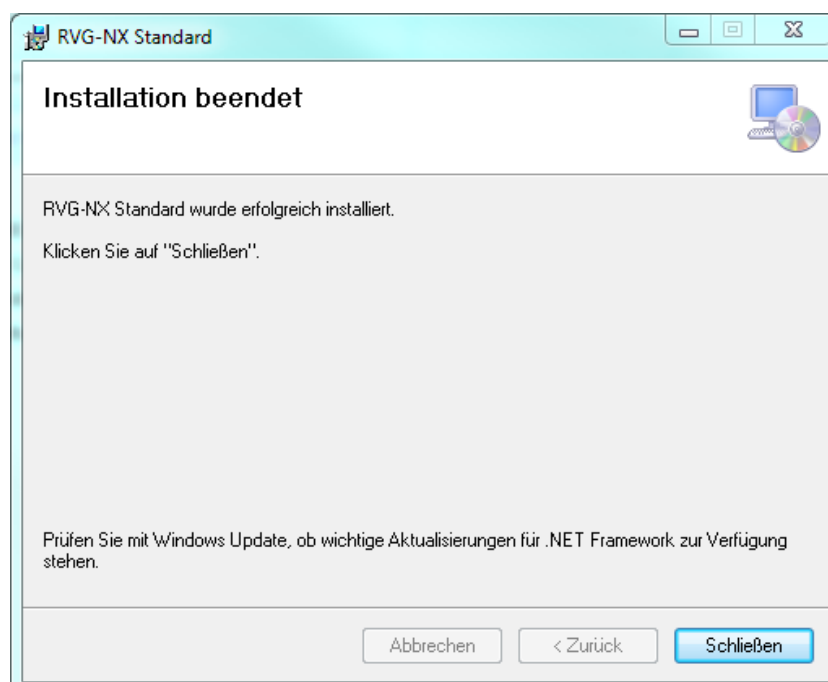 RVG-NX Standard
Installation beendet
RVG-NX Standard wurde erfolgreich installiert.
Klicken Sie auf "Schließen".
Prüfen Sie mit Windows Update, ob wichtige Aktualisierungen für .NET Framework zur Verfügung
stehen.
Abbrechen
< Zurück
Schließen